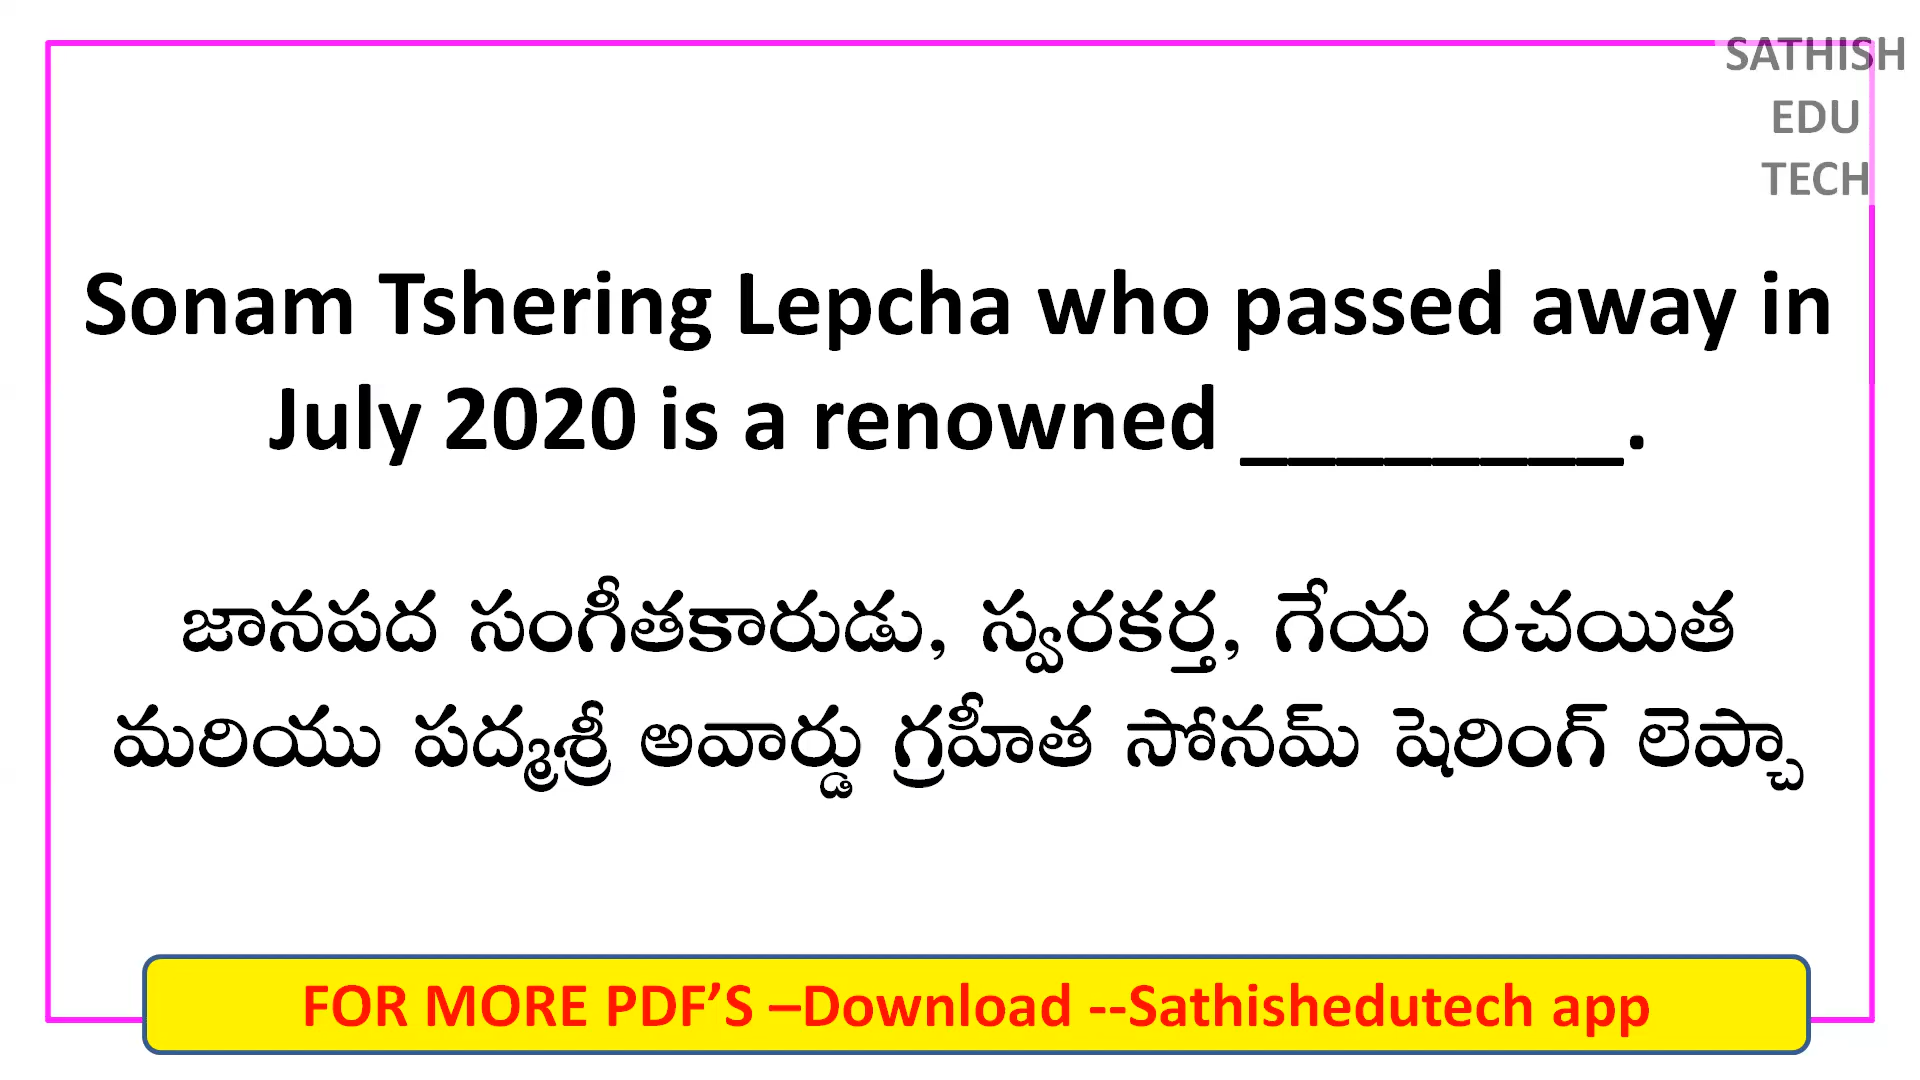 SATHISH
EDU
TECH
Sonam Tshering Lepcha who passed away in
July 2020 is a renowned ________.
జానపద సంగీతకారుడు, స్వరకర్త, గేయ రచయిత
మరియు పద్మశ్రీ అవార్డు గ్రహీత సోనమ్ షెరింగ్ లెప్చా
FOR MORE PDF’S –Download --Sathishedutech app